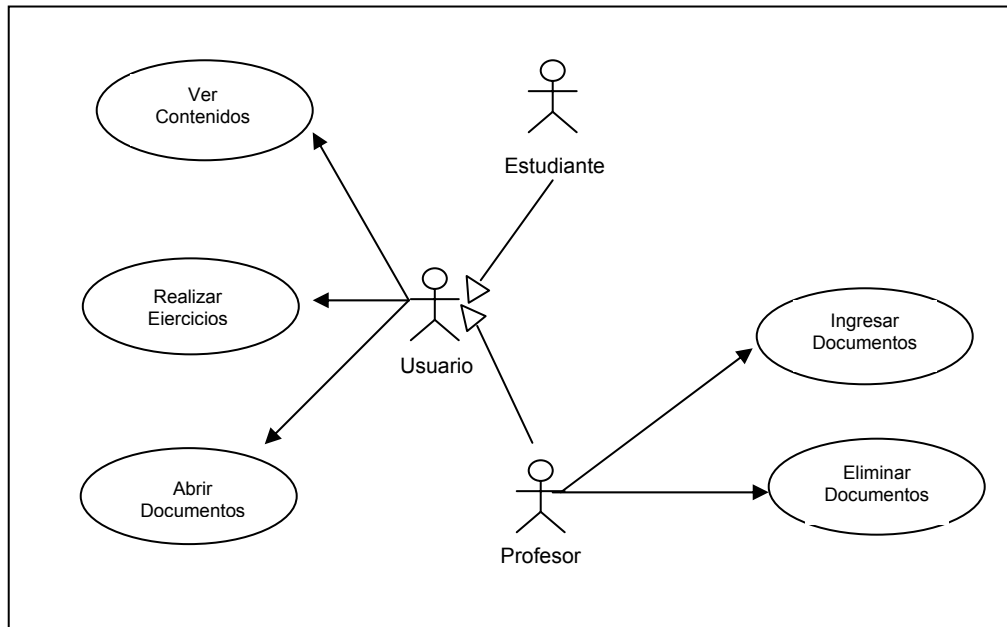 Ver
Contenidos
Estudiante
Realizar
Eiercicios
Usuario
Ingresar
Documentos
Abrir
Documentos
Eliminar
Documentos
Profesor